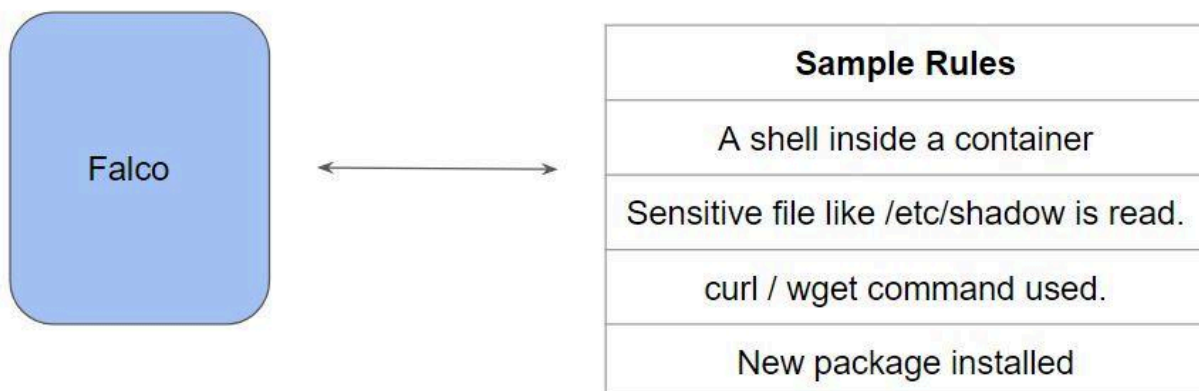 Falco
Sample Rules
A shell inside a container
Sensitive file like /etc/shadow is read.
curl / wget command used.
New package installed